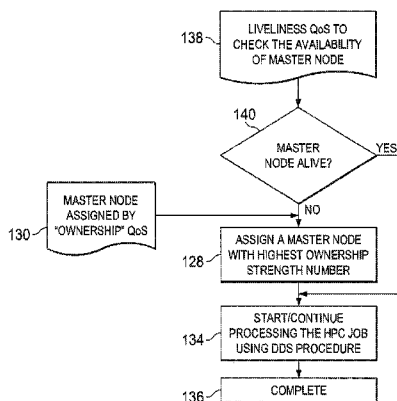 138
LIVELINESS QoS TO
CHECK THE AVAILABILITY
OF MASTER NODE
140
MASTER
NODE ALIVE?
YES
NO
130
MASTER NODE
ASSIGNED BY
"OWNERSHIP" QoS
128
ASSIGN A MASTER NODE
WITH HIGHEST OWNERSHIP
STRENGTH NUMBER
134
START/CONTINUE
PROCESSING THE HPC JOB
USING DDS PROCEDURE
136
COMPLETE